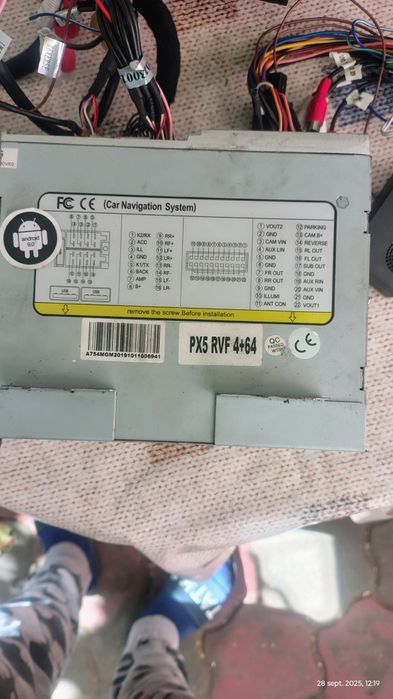 FC CE (Car Navigation System)
android
9.0
1 K2/RX 9 RR+
2 ACC 10 RF+
3 ILL 11 LF+
4 GND 12 LR+
5 K1/TX 13 RR-
6 BACK 14 RF-
7 AMP 15 LF-
8 B+ 16 LR-
USB USB
1 VOUT2 12 PARKING
2 GND 13 CAM B+
3 CAM VIN 14 REVERSE
4 AUX LIN 15 RL OUT
5 GND 16 FL OUT
6 GND 17 SUB OUT
7 FR OUT 18 GND
8 RR OUT 19 AUX RIN
9 GND 20 AUX VIN
10 ILLUMI 21 GND
11 ANT CON 22 VOUT1
remove the screw Before installation
A754MGM20191011006941
PX5 RVF 4+64
QC
PASSED
CE
28 sept. 2025, 12:19